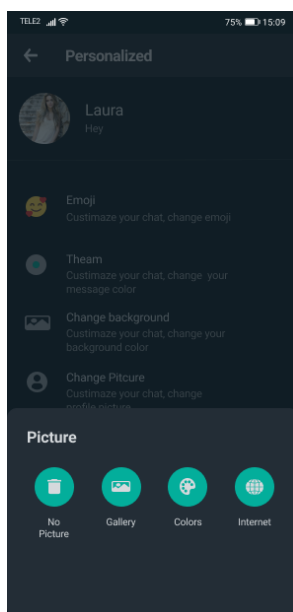 TELE2 75% 15:09
Personalized
Laura
Hey
Emoji
Custimaze your chat, change emoji
Theam
Custimaze your chat, change your
message color
Change background
Custimaze your chat, change your
background color
Change Pitcure
Custimaze your chat, change
profile picture
Picture
No
Picture
Gallery
Colors
Internet